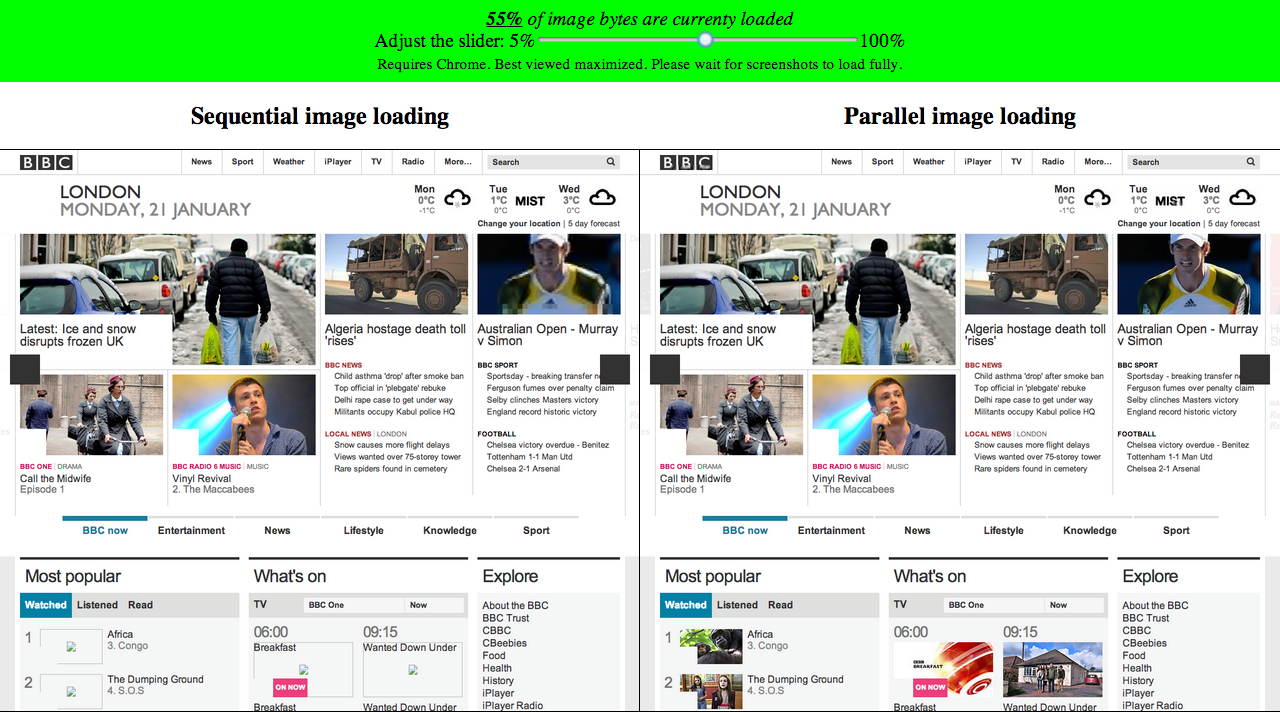 55% of image bytes are currenty loaded
Adjust the slider: 5% 100%
Requires Chrome. Best viewed maximized. Please wait for screenshots to load fully.
Sequential image loading
BBC
News Sport Weather iPlayer TV Radio More... Search
LONDON
MONDAY, 21 JANUARY
Mon 0°C -1°C
Tue 1°C 0°C MIST
Wed 3°C 0°C
Change your location | 5 day forecast
Latest: Ice and snow
disrupts frozen UK
Algeria hostage death toll
'rises'
BBC NEWS
Child asthma 'drop' after smoke ban
Top official in 'plebgate' rebuke
Delhi rape case to get under way
Militants occupy Kabul police HQ
LOCAL NEWS | LONDON
Snow causes more flight delays
Views wanted over 75-storey tower
Rare spiders found in cemetery
Australian Open - Murray
v Simon
BBC SPORT
Sportsday - breaking transfer
Ferguson fumes over penalty claim
Selby clinches Masters victory
England record historic victory
FOOTBALL
Chelsea victory overdue - Benitez
Tottenham 1-1 Man Utd
Chelsea 2-1 Arsenal
BBC ONE | DRAMA
Call the Midwife
Episode 1
BBC RADIO 6 MUSIC | MUSIC
Vinyl Revival
2. The Maccabees
BBC now Entertainment News Lifestyle Knowledge Sport
Most popular
Watched Listened Read
1 Africa
3. Congo
2 The Dumping Ground
4. S.O.S
What's on
TV BBC One Now
06:00 09:15
Breakfast Wanted Down Under
ON NOW
Breakfast Wanted Down Under
Explore
About the BBC
BBC Trust
CBBC
CBeebies
Food
Health
History
iPlayer
iPlayer Radio
Parallel image loading
BBC
News Sport Weather iPlayer TV Radio More... Search
LONDON
MONDAY, 21 JANUARY
Mon 0°C -1°C
Tue 1°C 0°C MIST
Wed 3°C 0°C
Change your location | 5 day forecast
Latest: Ice and snow
disrupts frozen UK
Algeria hostage death toll
'rises'
BBC NEWS
Child asthma 'drop' after smoke ban
Top official in 'plebgate' rebuke
Delhi rape case to get under way
Militants occupy Kabul police HQ
LOCAL NEWS | LONDON
Snow causes more flight delays
Views wanted over 75-storey tower
Rare spiders found in cemetery
Australian Open - Murray
v Simon
BBC SPORT
Sportsday - breaking transfer
Ferguson fumes over penalty claim
Selby clinches Masters victory
England record historic victory
FOOTBALL
Chelsea victory overdue - Benitez
Tottenham 1-1 Man Utd
Chelsea 2-1 Arsenal
BBC ONE | DRAMA
Call the Midwife
Episode 1
BBC RADIO 6 MUSIC | MUSIC
Vinyl Revival
2. The Maccabees
BBC now Entertainment News Lifestyle Knowledge Sport
Most popular
Watched Listened Read
1 Africa
3. Congo
2 The Dumping Ground
4. S.O.S
What's on
TV BBC One Now
06:00 09:15
BREAKFAST
ON NOW
Breakfast Wanted Down Under
Explore
About the BBC
BBC Trust
CBBC
CBeebies
Food
Health
History
iPlayer
iPlayer Radio